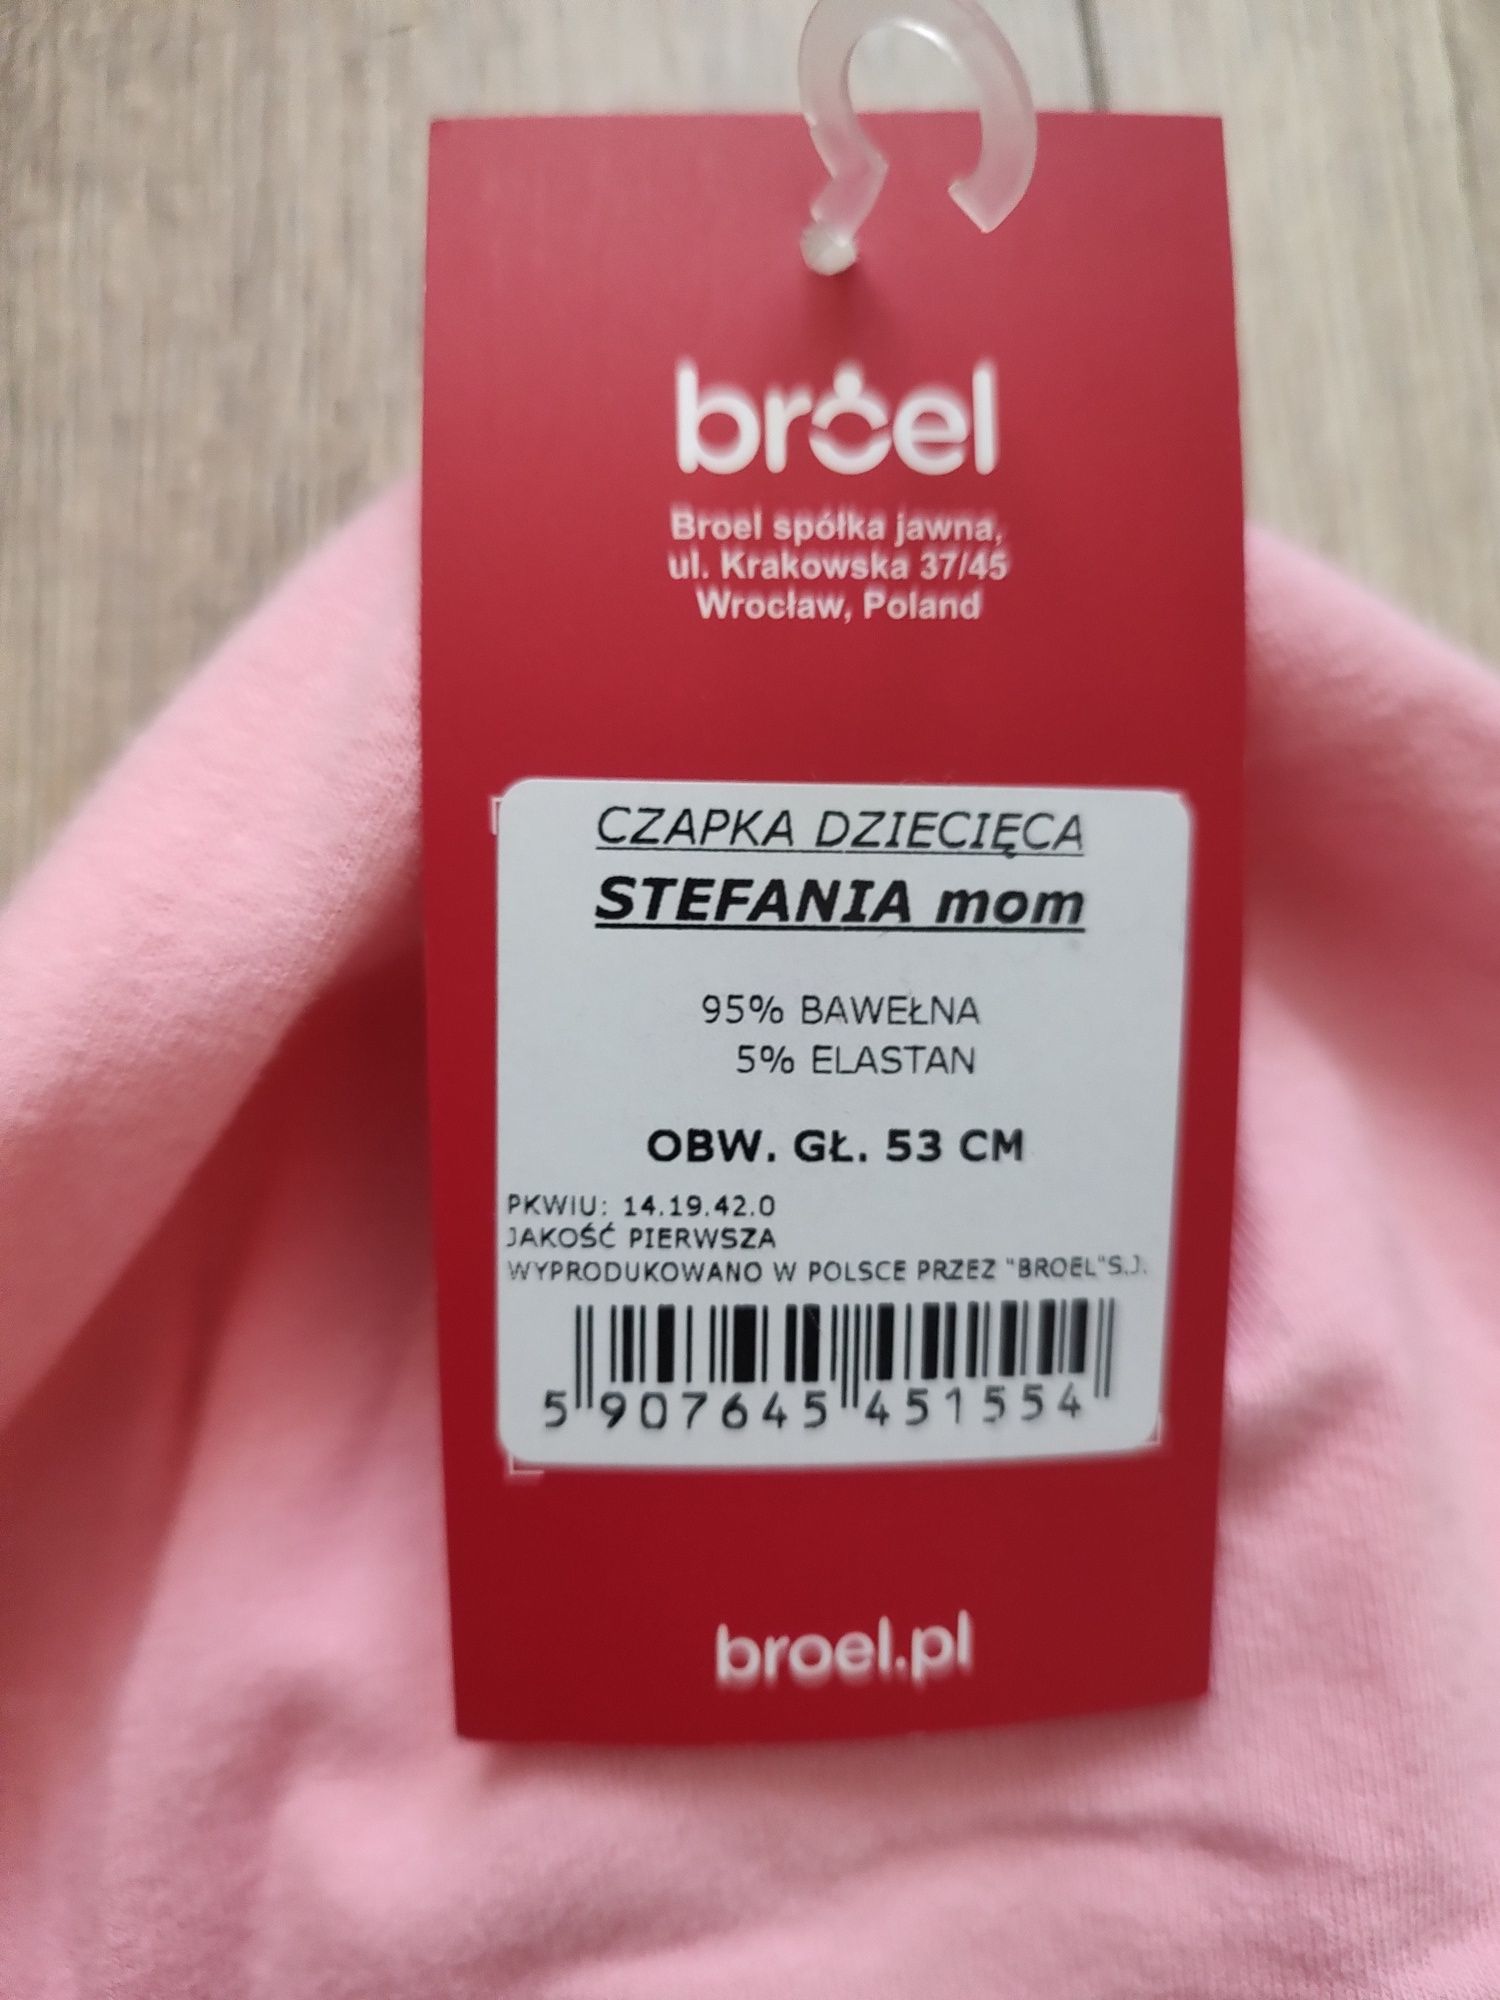 broel
Broel spółka jawna,
ul. Krakowska 37/45
Wrocław, Poland
CZAPKA DZIECIĘCA
STEFANIA mom
95% BAWEŁNA
5% ELASTAN
OBW. GŁ. 53 CM
PKWIU: 14.19.42.0
JAKOŚĆ PIERWSZA
WYPRODUKOWANO W POLSCE PRZEZ "BROEL"S.J.
5 907645 451554
broel.pl